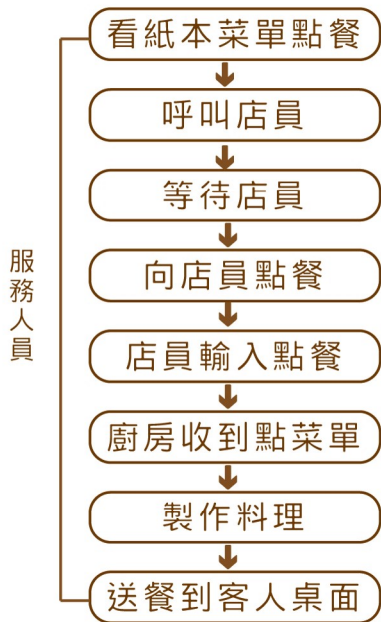 看紙本菜單點餐
呼叫店員
等待店員
向店員點餐
店員輸入點餐
廚房收到點菜單
製作料理
送餐到客人桌面
服務人員